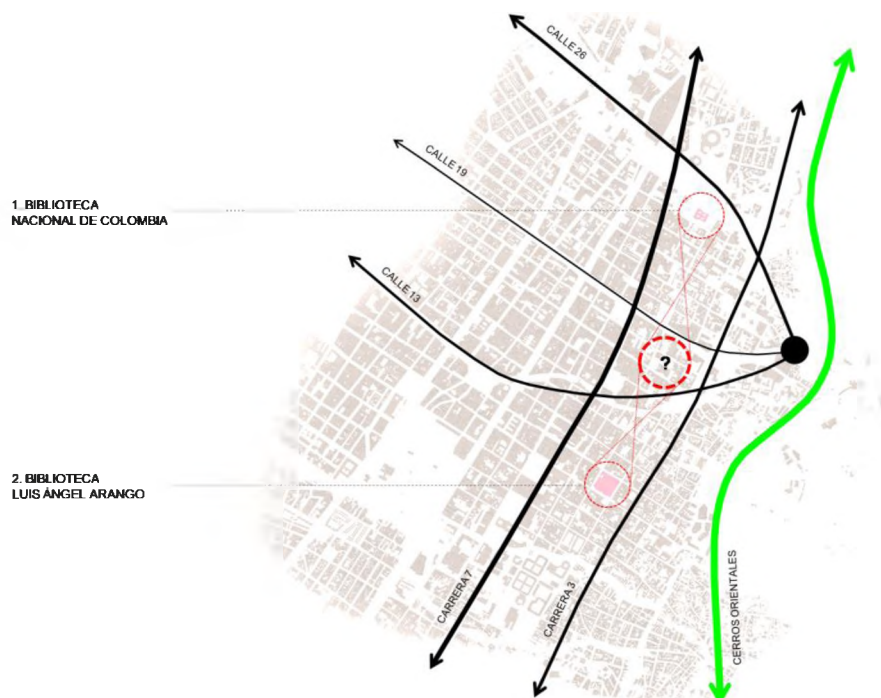 CALLE 26
CALLE 19
1. BIBLIOTECA
NACIONAL DE COLOMBIA
CALLE 13
?
2. BIBLIOTECA
LUIS ÁNGEL ARANGO
CARRERA 7
CARRERA 3
CERROS ORIENTALES